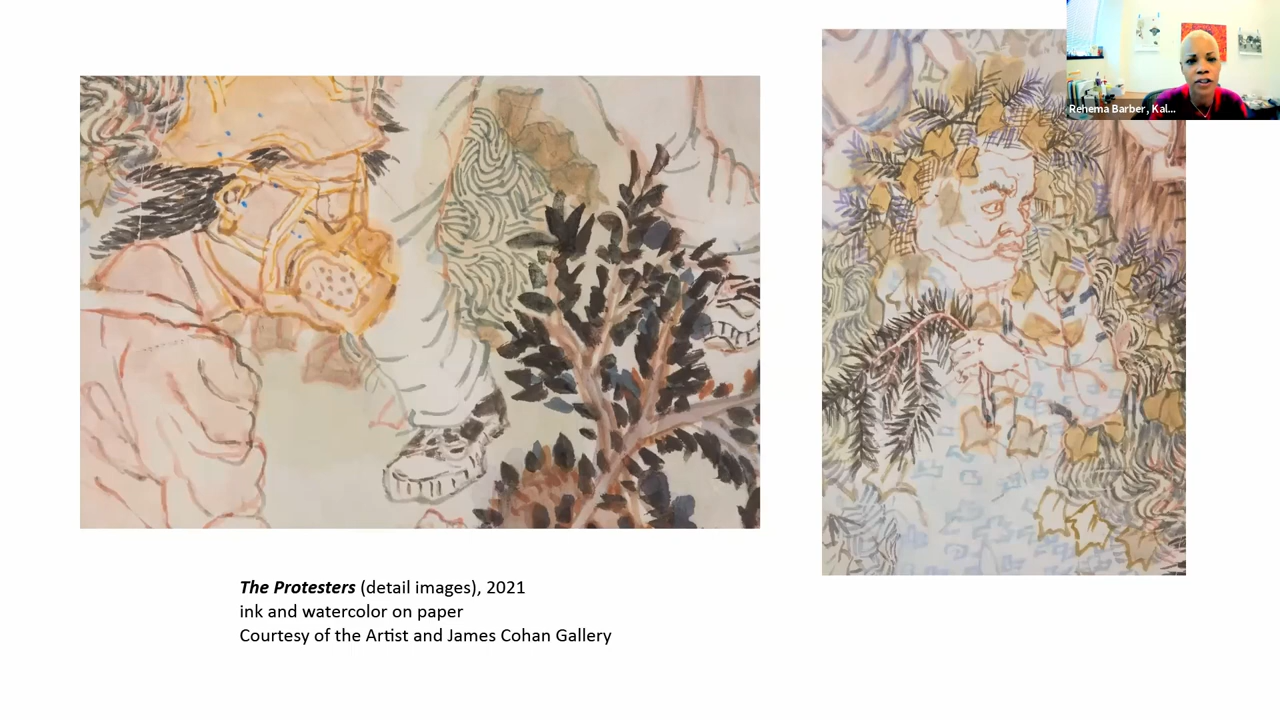 Rehema Barber, Kal...
The Protesters (detail images), 2021
ink and watercolor on paper
Courtesy of the Artist and James Cohan Gallery